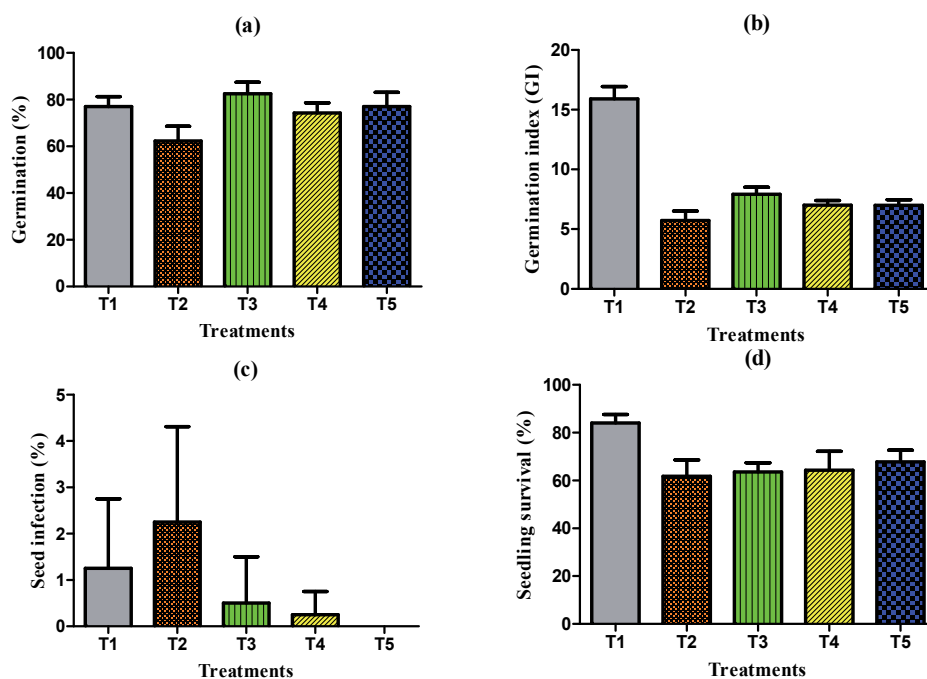 (a)
Germination (%)
100
80
60
40
20
0
T1 T2 T3 T4 T5
Treatments
(b)
Germination index (GI)
20
15
10
5
0
T1 T2 T3 T4 T5
Treatments
(c)
Seed infection (%)
5
4
3
2
1
0
T1 T2 T3 T4 T5
Treatments
(d)
Seedling survival (%)
100
80
60
40
20
0
T1 T2 T3 T4 T5
Treatments